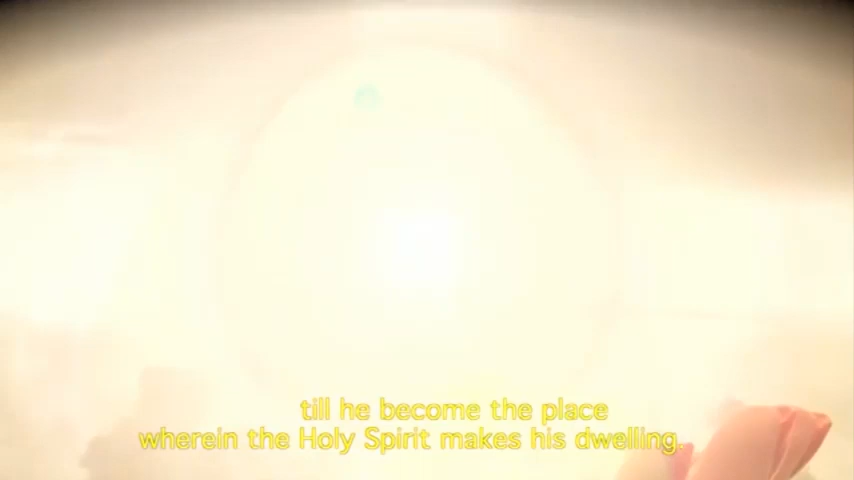 till he become the place
wherein the Holy Spirit makes his dwelling.